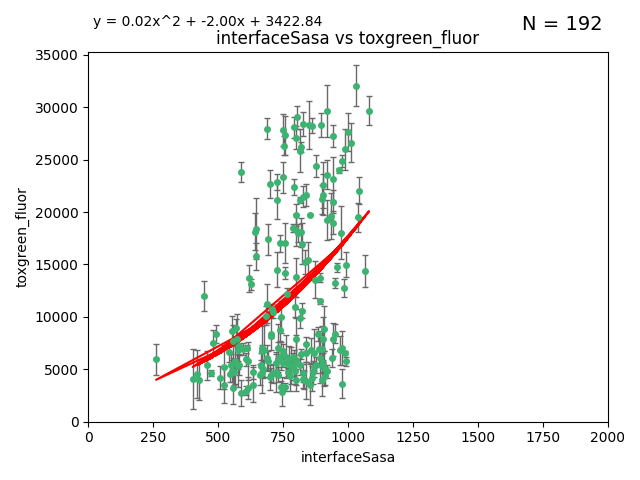 y = 0.02x^2 + -2.00x + 3422.84
N = 192
interfaceSasa vs toxgreen_fluor
35000
30000
25000
20000
15000
10000
5000
0
toxgreen_fluor
0 250 500 750 1000 1250 1500 1750 2000
interfaceSasa